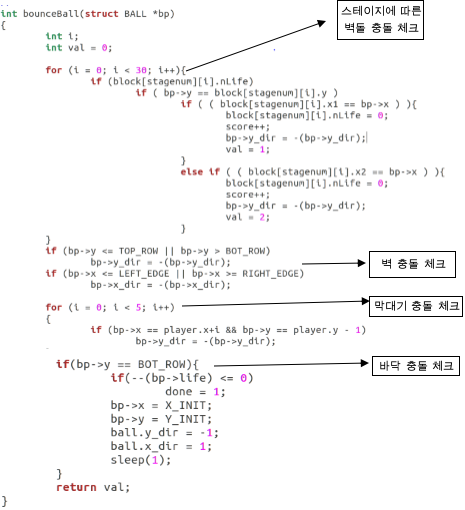 int bounceBall(struct BALL *bp)
{
int i;
int val = 0;
for (i = 0; i < 30; i++){
if (block[stagenum][i].nLife)
if ( bp->y == block[stagenum][i].y )
if ( ( block[stagenum][i].x1 == bp->x ) ){
block[stagenum][i].nLife = 0;
score++;
bp->y_dir = -(bp->y_dir);
val = 1;
}
else if ( ( block[stagenum][i].x2 == bp->x ) ){
block[stagenum][i].nLife = 0;
score++;
bp->y_dir = -(bp->y_dir);
val = 2;
}
}
if (bp->y <= TOP_ROW || bp->y > BOT_ROW)
bp->y_dir = -(bp->y_dir);
if (bp->x <= LEFT_EDGE || bp->x >= RIGHT_EDGE)
bp->x_dir = -(bp->x_dir);
for (i = 0; i < 5; i++)
{
if (bp->x == player.x+i && bp->y == player.y - 1)
bp->y_dir = -(bp->y_dir);
if(bp->y == BOT_ROW){
if(--(bp->life) <= 0)
done = 1;
bp->x = X_INIT;
bp->y = Y_INIT;
ball.y_dir = -1;
ball.x_dir = 1;
sleep(1);
}
return val;
}
스테이지에 따른
벽돌 충돌 체크
벽 충돌 체크
막대기 충돌 체크
바닥 충돌 체크